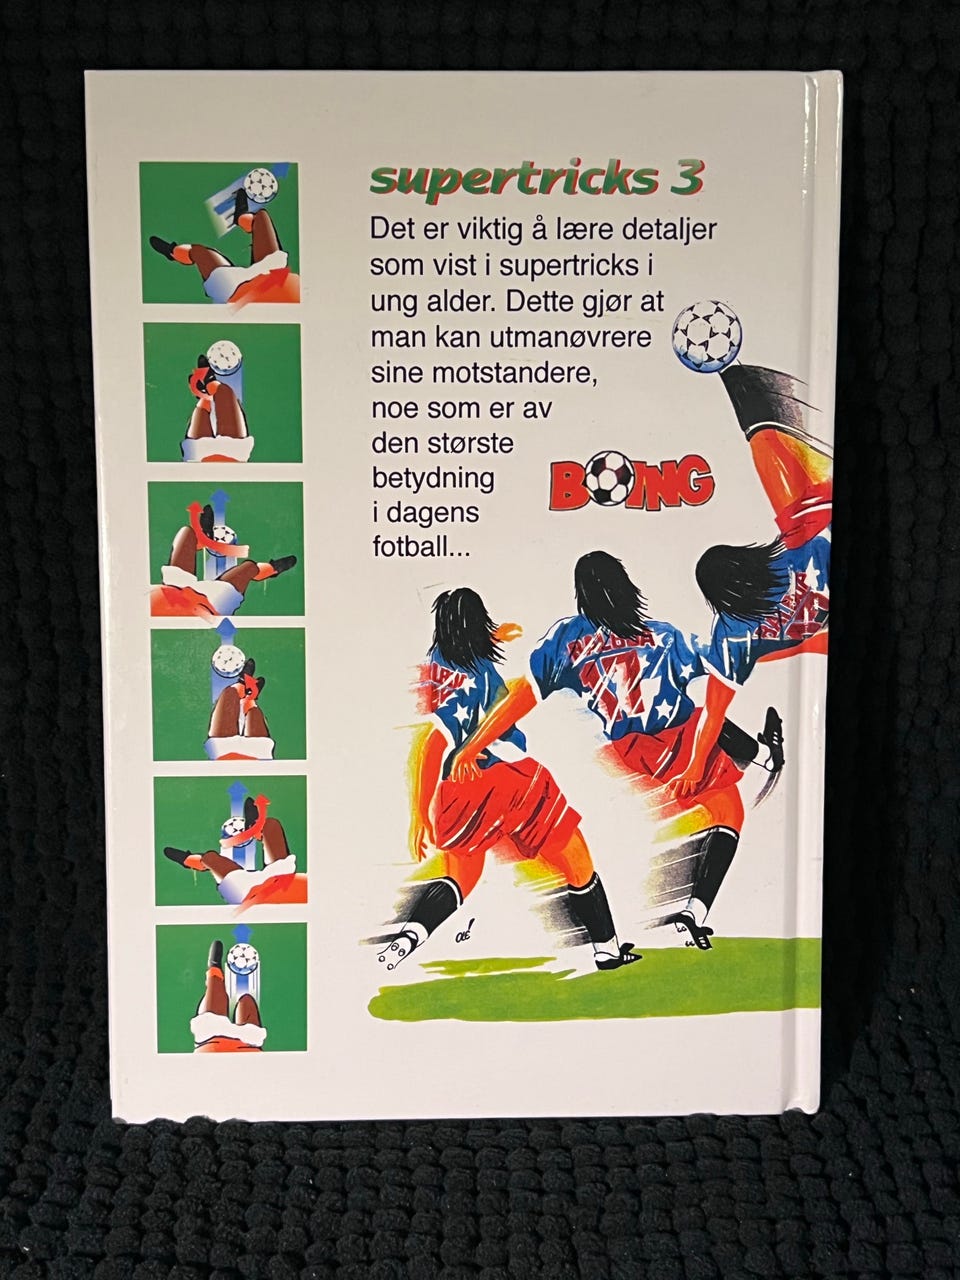 supertricks 3
Det er viktig å lære detaljer
som vist i supertricks i
ung alder. Dette gjør at
man kan utmanøvrere
sine motstandere,
noe som er av
den største
betydning
i dagens
fotball...
BOING
OLÉ!